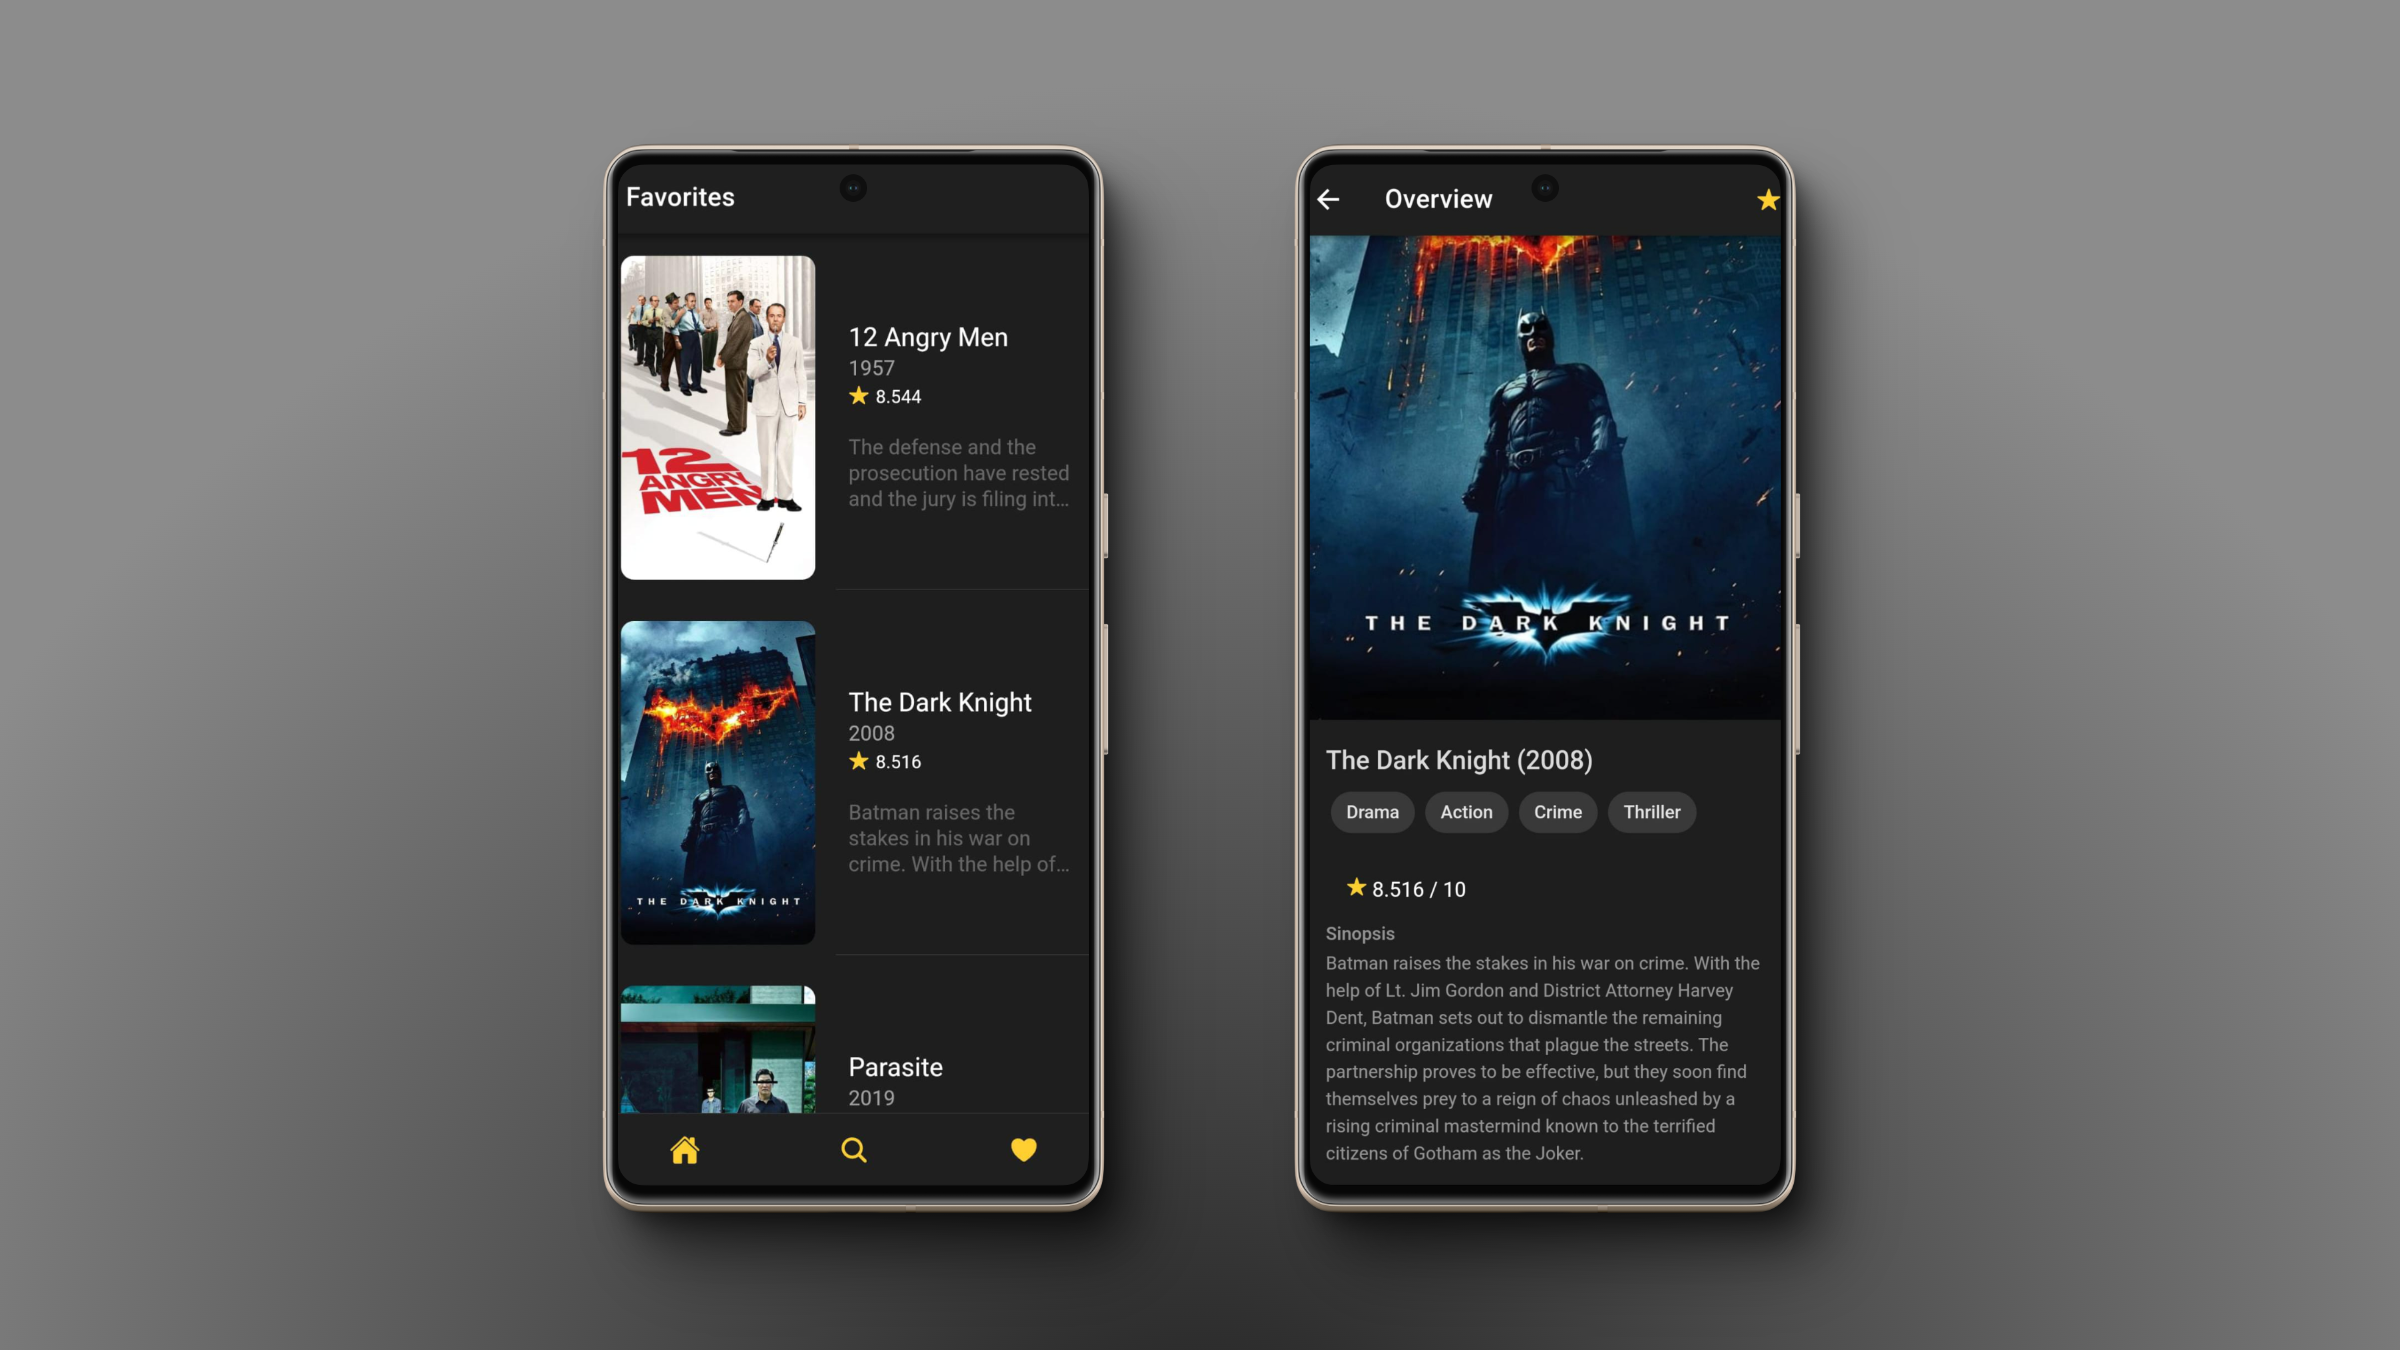 Favorites
12
ANGRY
MEN
12 Angry Men
1957
8.544
The defense and the
prosecution have rested
and the jury is filing int...
THE DARK KNIGHT
The Dark Knight
2008
8.516
Batman raises the
stakes in his war on
crime. With the help of...
Parasite
2019
Overview
THE DARK KNIGHT
The Dark Knight (2008)
Drama Action Crime Thriller
8.516 / 10
Sinopsis
Batman raises the stakes in his war on crime. With the
help of Lt. Jim Gordon and District Attorney Harvey
Dent, Batman sets out to dismantle the remaining
criminal organizations that plague the streets. The
partnership proves to be effective, but they soon find
themselves prey to a reign of chaos unleashed by a
rising criminal mastermind known to the terrified
citizens of Gotham as the Joker.